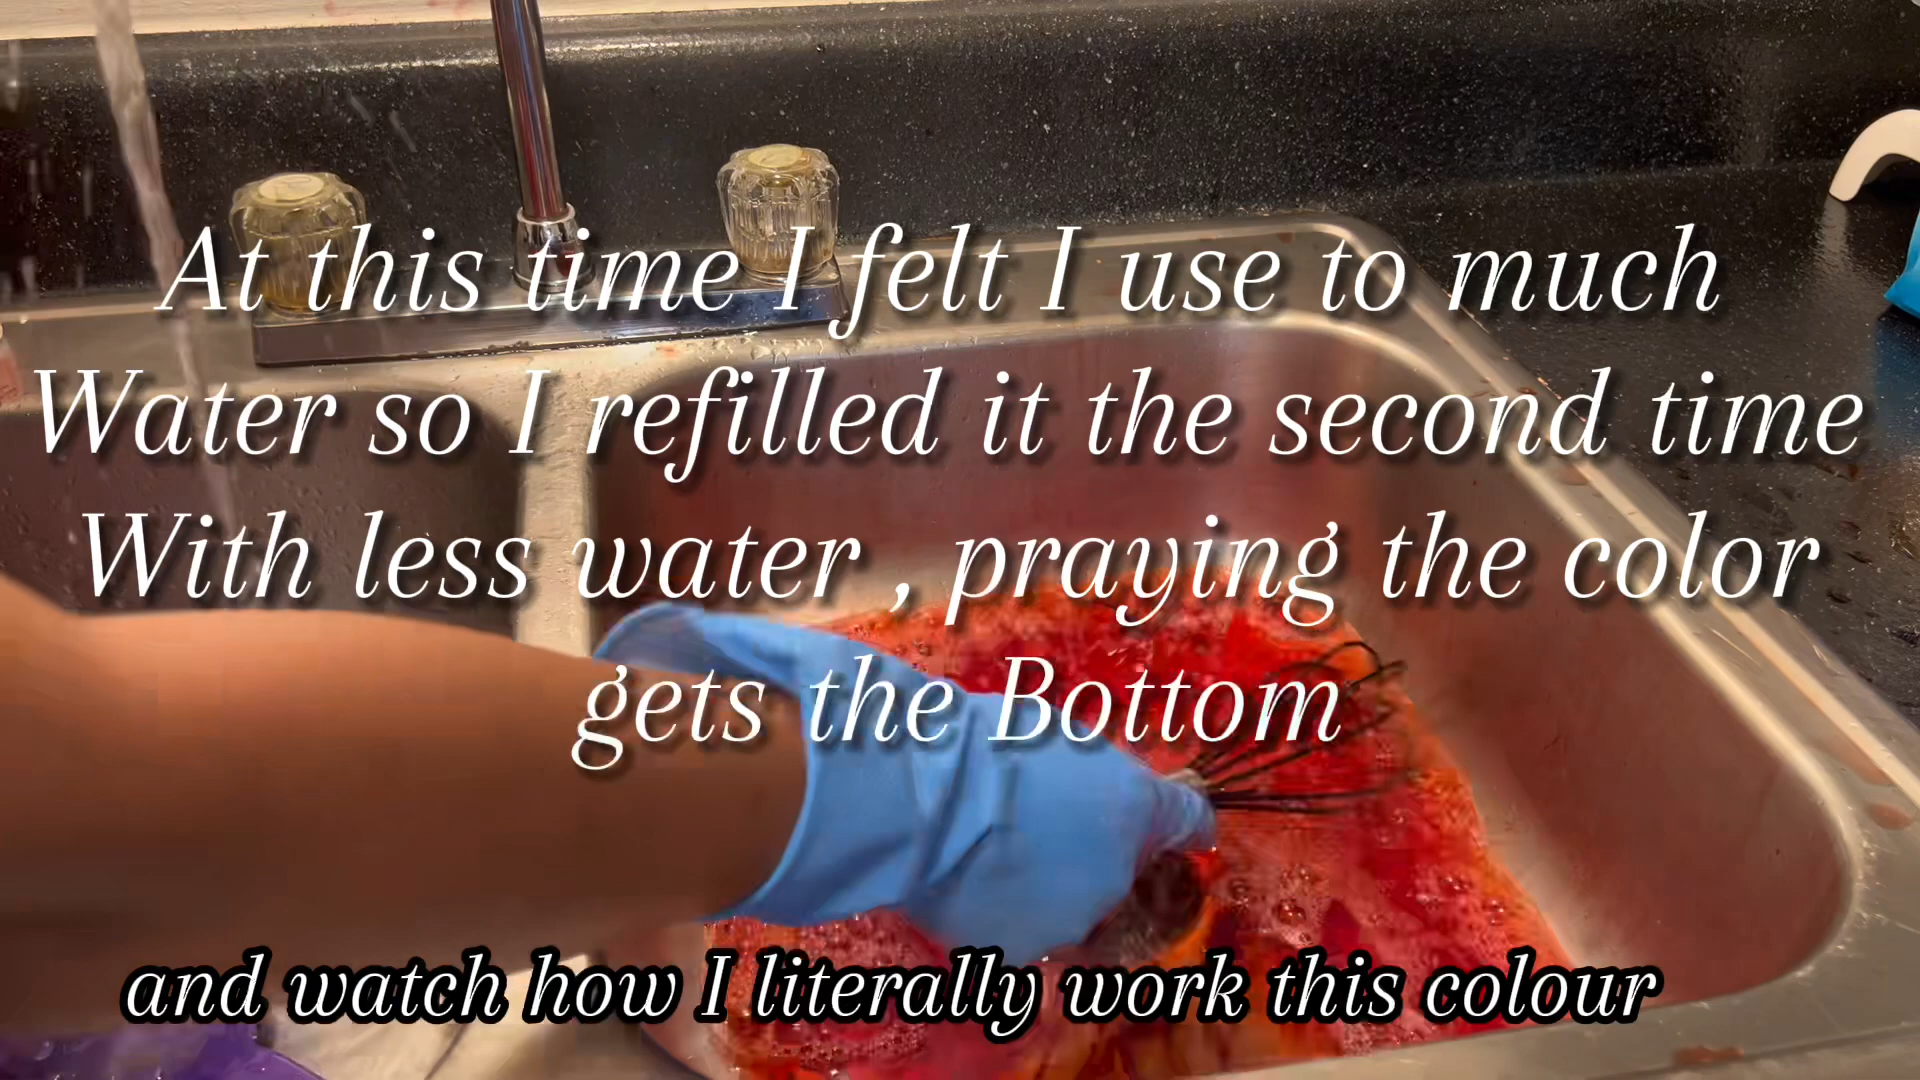 At this time I felt I use to much
Water so I refilled it the second time
With less water , praying the color
gets the Bottom
and watch how I literally work this colour